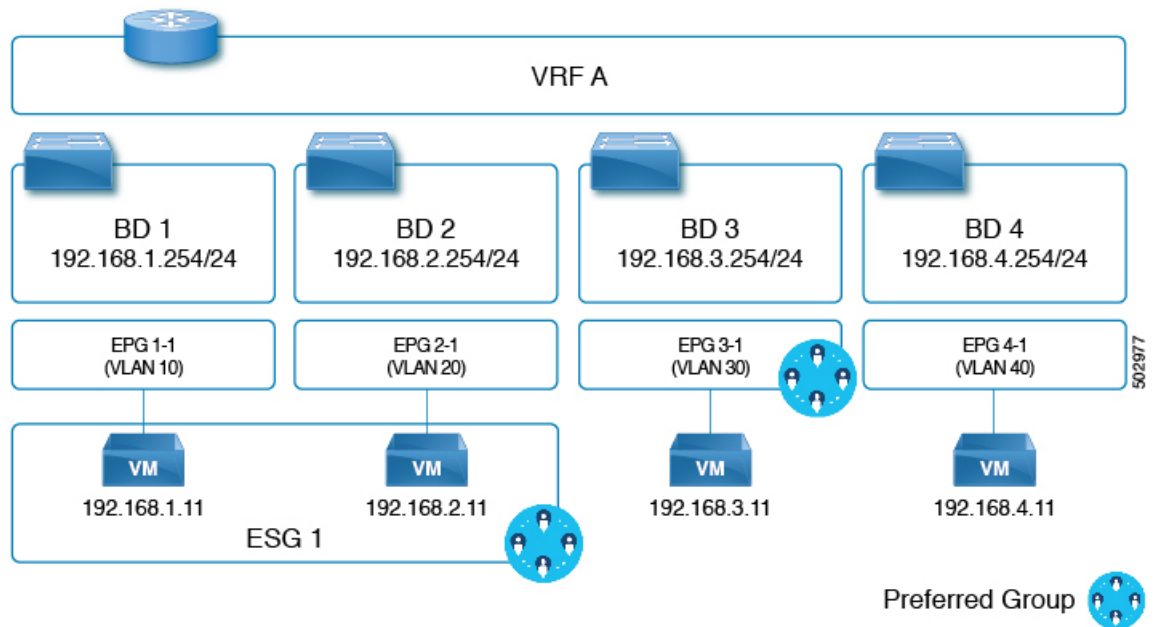 VRF A
BD 1
192.168.1.254/24
BD 2
192.168.2.254/24
BD 3
192.168.3.254/24
BD 4
192.168.4.254/24
EPG 1-1
(VLAN 10)
EPG 2-1
(VLAN 20)
EPG 3-1
(VLAN 30)
EPG 4-1
(VLAN 40)
502977
VM
192.168.1.11
VM
192.168.2.11
VM
192.168.3.11
VM
192.168.4.11
ESG 1
Preferred Group